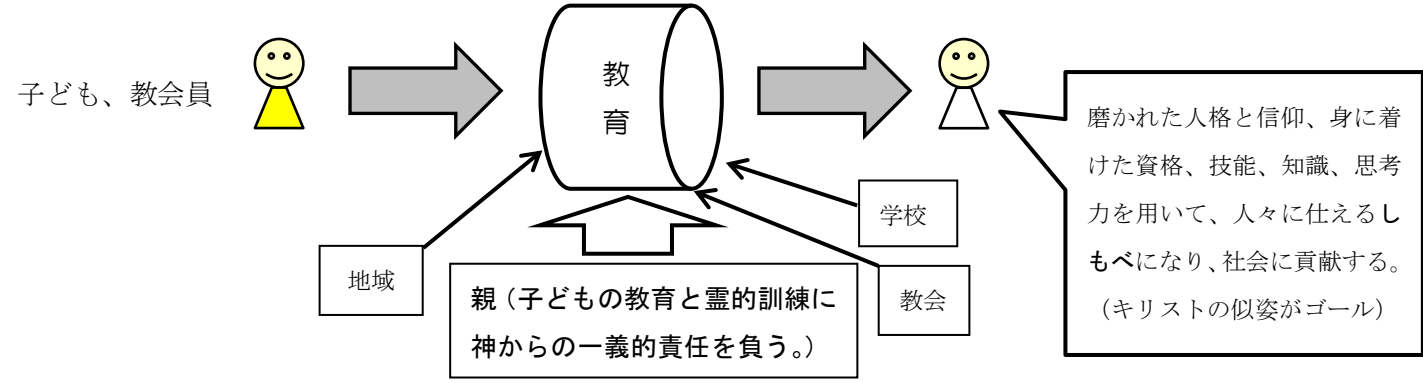 子ども、教会員
教
育
磨かれた人格と信仰、身に着
けた資格、技能、知識、思考
力を用いて、人々に仕えるし
もべになり、社会に貢献する。
（キリストの似姿がゴール）
学校
地域
教会
親（子どもの教育と霊的訓練に
神からの一義的責任を負う。）